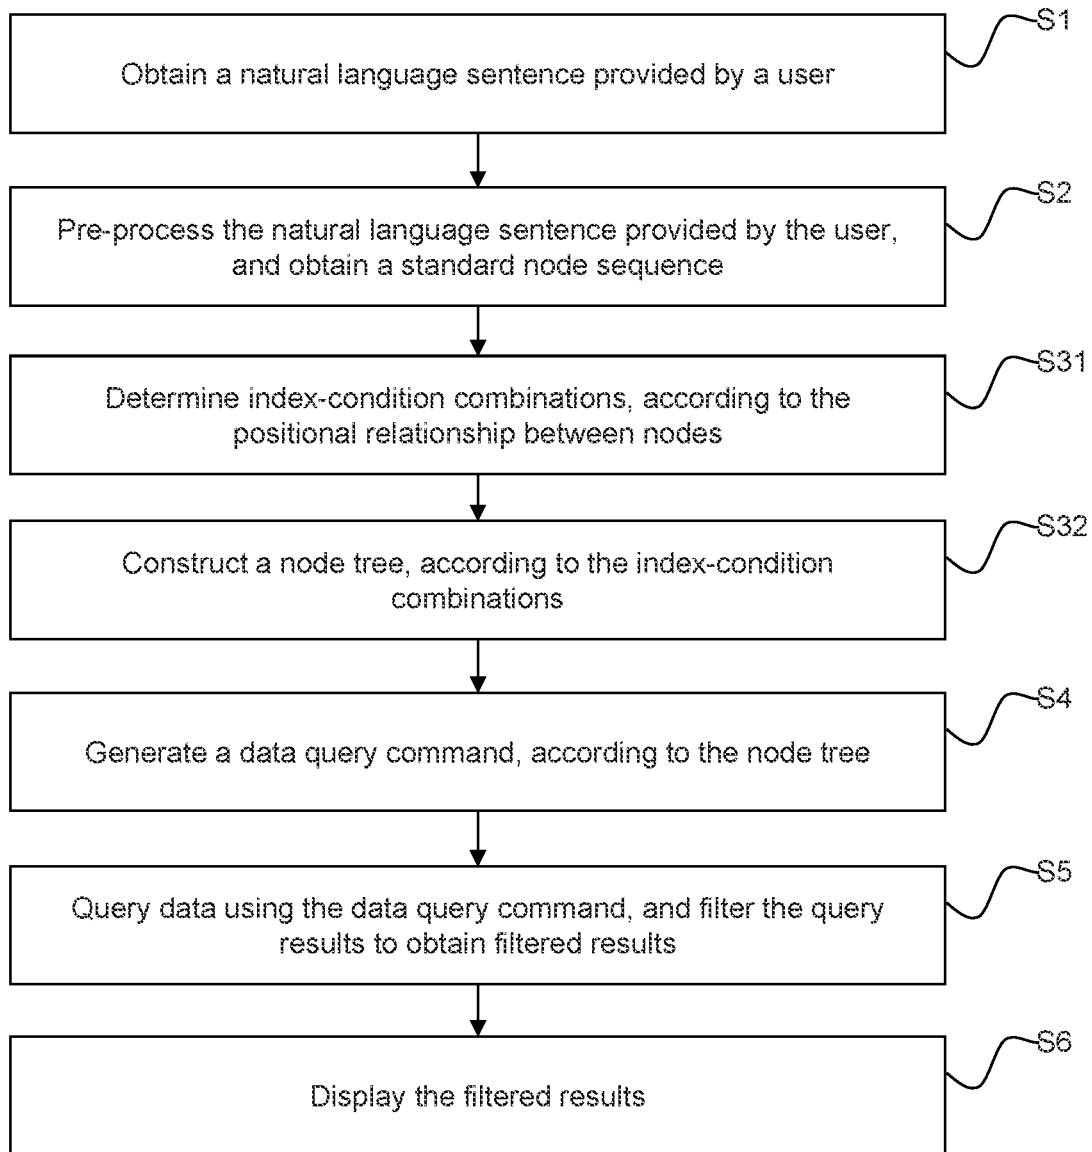 S1
Obtain a natural language sentence provided by a user
S2
Pre-process the natural language sentence provided by the user,
and obtain a standard node sequence
S31
Determine index-condition combinations, according to the
positional relationship between nodes
S32
Construct a node tree, according to the index-condition
combinations
S4
Generate a data query command, according to the node tree
S5
Query data using the data query command, and filter the query
results to obtain filtered results
S6
Display the filtered results